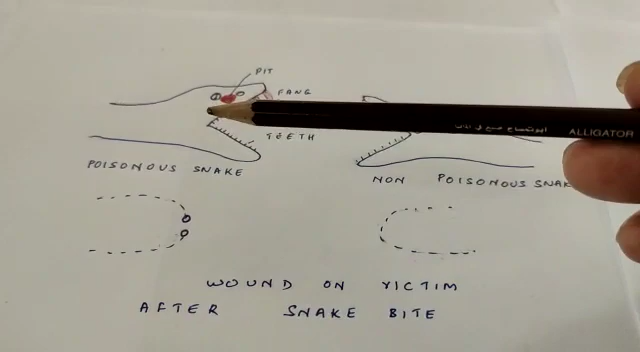 PIT
FANG
TEETH
POISONOUS SNAKE
NON POISONOUS SNAK
WOUND ON VICTIM
AFTER SNAKE BITE
ALLIGATOR